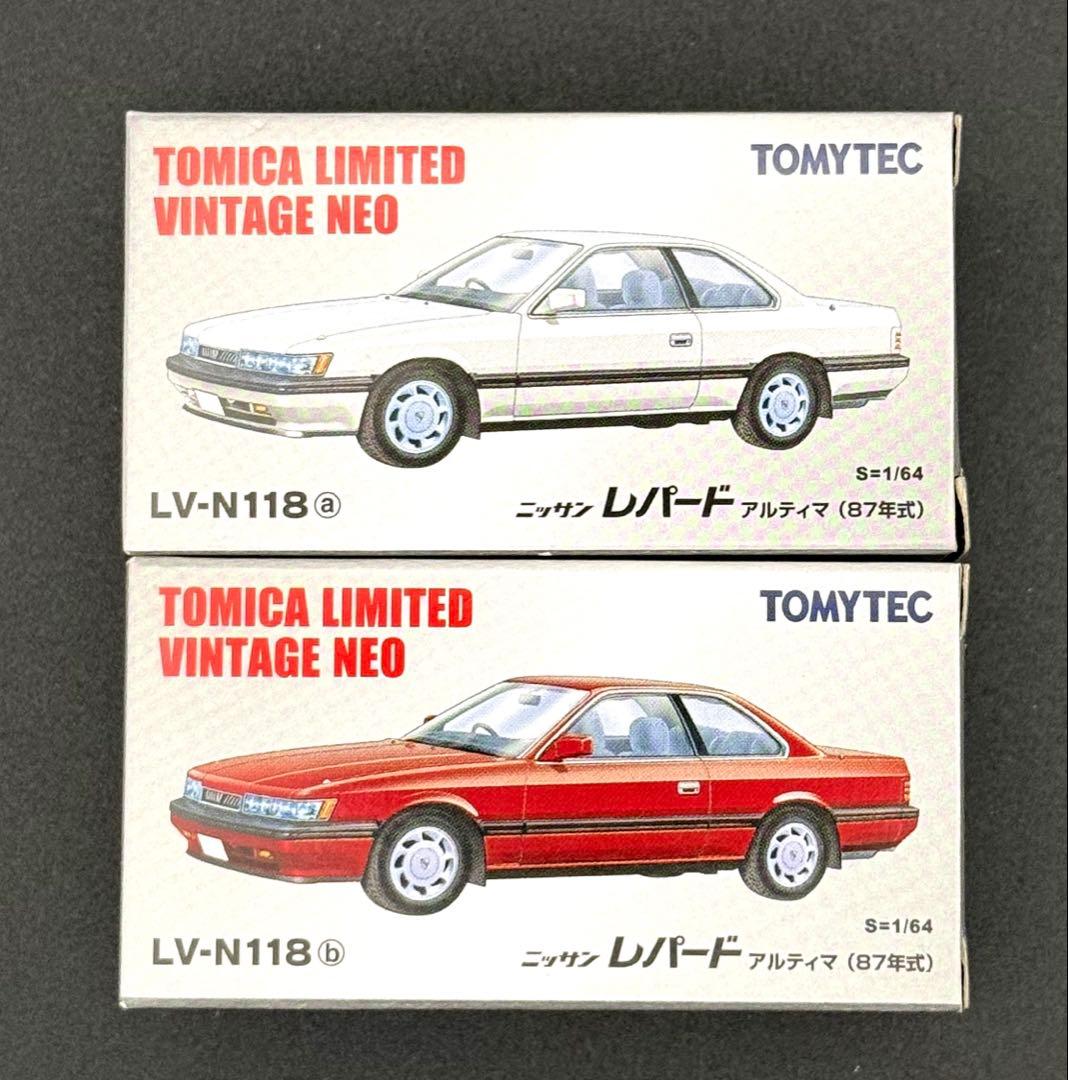 TOMICA LIMITED
VINTAGE NEO
TOMYTEC
S=1/64
LV-N118ⓐ
ニッサン レパード アルティマ（87年式）
TOMICA LIMITED
VINTAGE NEO
TOMYTEC
S=1/64
LV-N118ⓑ
ニッサン レパード アルティマ（87年式）